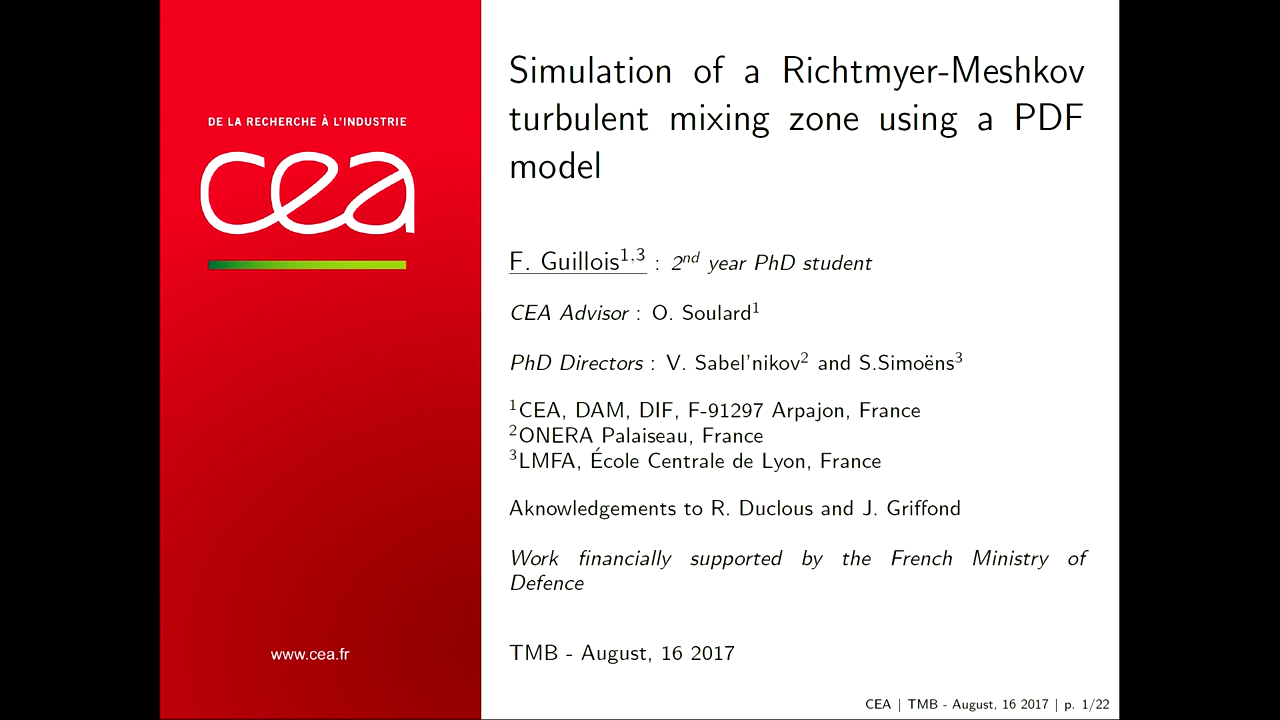 DE LA RECHERCHE À L'INDUSTRIE
cea
www.cea.fr
Simulation of a Richtmyer-Meshkov
turbulent mixing zone using a PDF
model
F. Guillois1,3 : 2nd year PhD student
CEA Advisor : O. Soulard1
PhD Directors : V. Sabel'nikov2 and S.Simoëns3
1CEA, DAM, DIF, F-91297 Arpajon, France
2ONERA Palaiseau, France
3LMFA, École Centrale de Lyon, France
Aknowledgements to R. Duclous and J. Griffond
Work financially supported by the French Ministry of
Defence
TMB - August, 16 2017
CEA | TMB - August, 16 2017 | p. 1/22